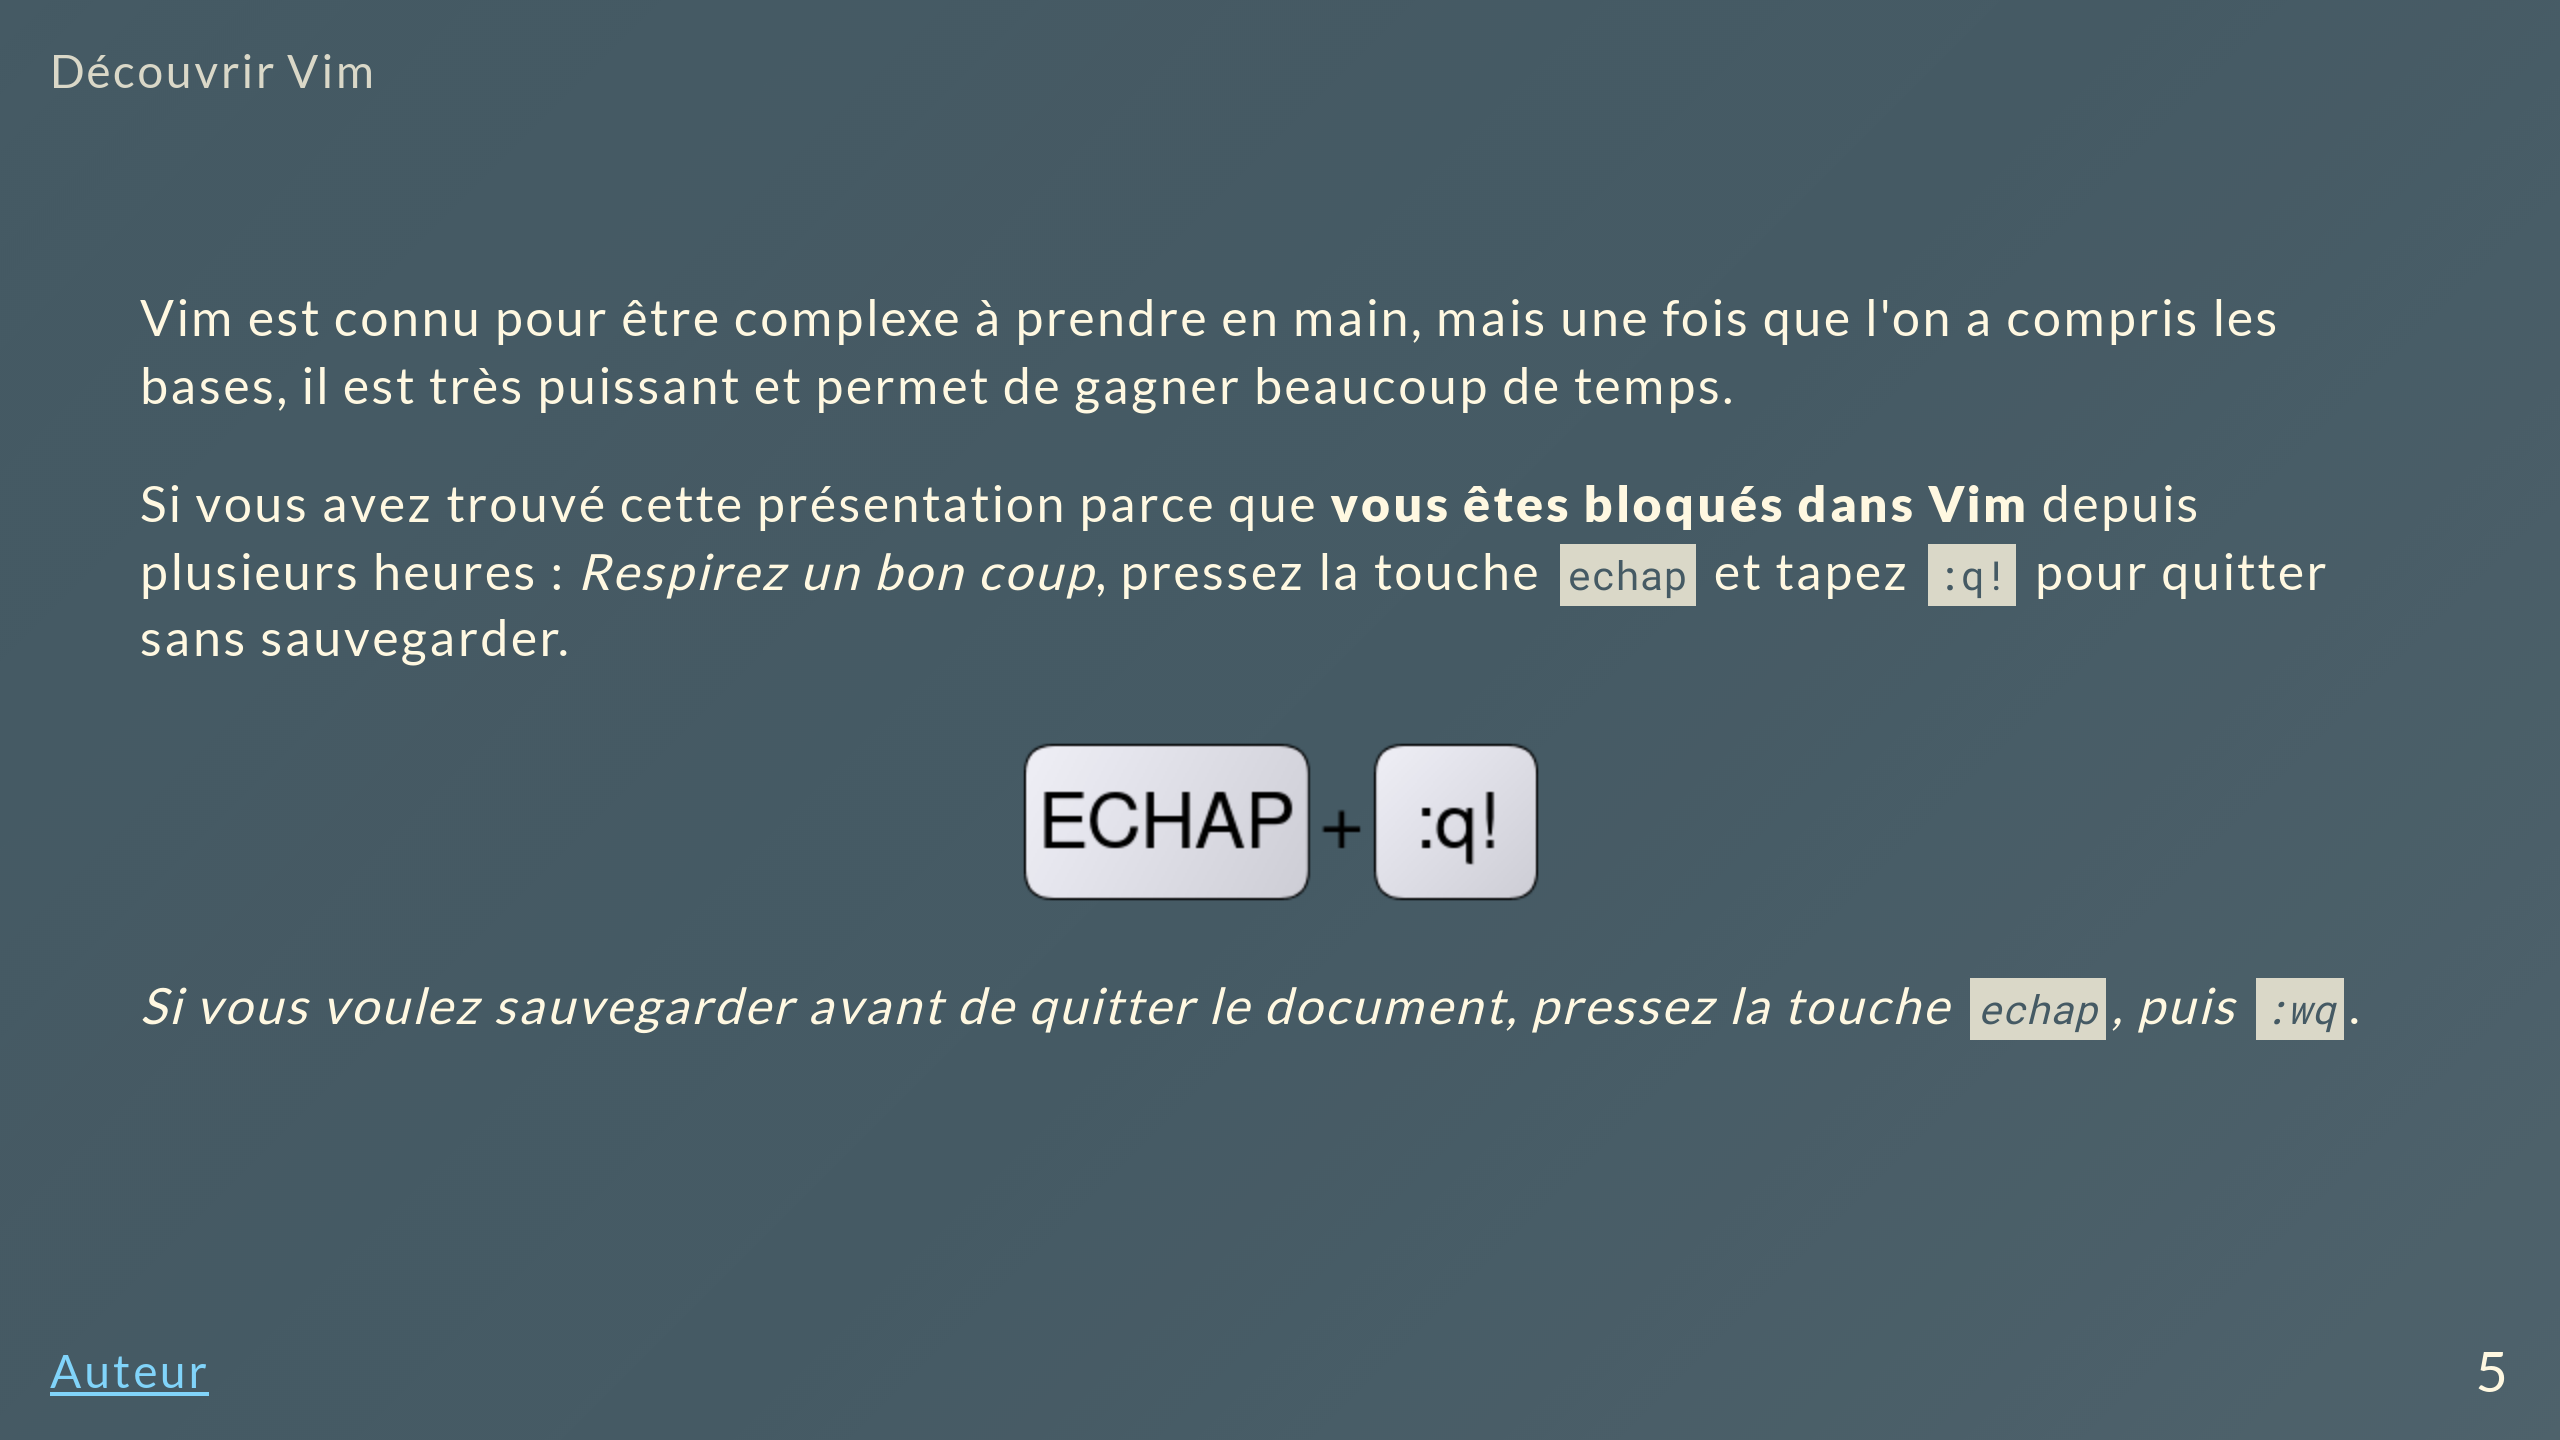 Découvrir Vim
Vim est connu pour être complexe à prendre en main, mais une fois que l'on a compris les
bases, il est très puissant et permet de gagner beaucoup de temps.
Si vous avez trouvé cette présentation parce que vous êtes bloqués dans Vim depuis
plusieurs heures : Respirez un bon coup, pressez la touche echap et tapez :q! pour quitter
sans sauvegarder.
ECHAP + :q!
Si vous voulez sauvegarder avant de quitter le document, pressez la touche echap, puis :wq.
Auteur
5